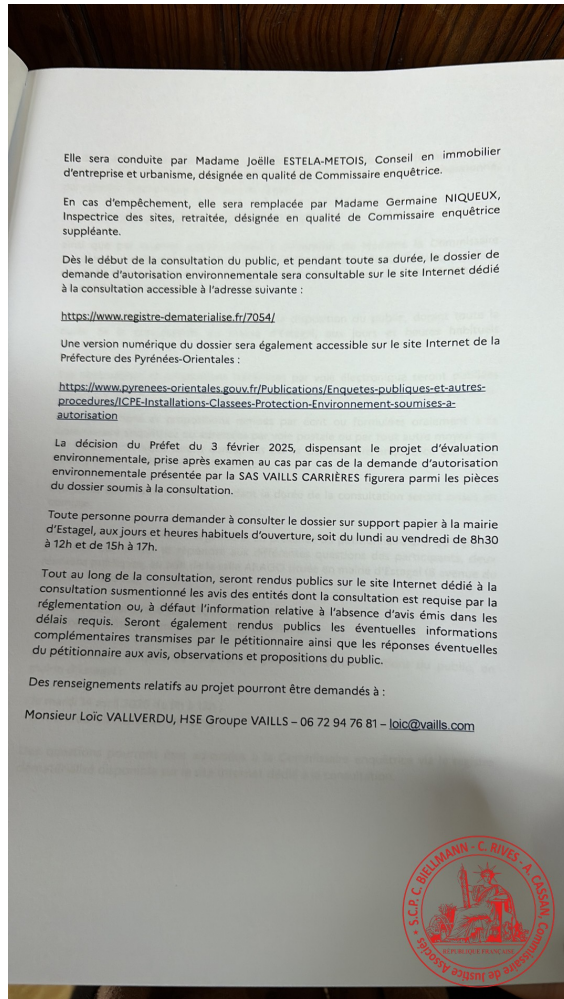 Elle sera conduite par Madame Joëlle ESTELA-METOIS, Conseil en immobilier
d'entreprise et urbanisme, désignée en qualité de Commissaire enquêtrice.
En cas d'empêchement, elle sera remplacée par Madame Germaine NIQUEUX,
Inspectrice des sites, retraitée, désignée en qualité de Commissaire enquêtrice
suppléante.
Dès le début de la consultation du public, et pendant toute sa durée, le dossier de
demande d'autorisation environnementale sera consultable sur le site Internet dédié
à la consultation accessible à l'adresse suivante :
https://www.registre-dematerialise.fr/7054/
Une version numérique du dossier sera également accessible sur le site Internet de la
Préfecture des Pyrénées-Orientales :
https://www.pyrenees-orientales.gouv.fr/Publications/Enquetes-publiques-et-autres-
procedures/ICPE-Installations-Classees-Protection-Environnement-soumises-a-
autorisation
La décision du Préfet du 3 février 2025, dispensant le projet d'évaluation
environnementale, prise après examen au cas par cas de la demande d'autorisation
environnementale présentée par la SAS VAILLS CARRIÈRES figurera parmi les pièces
du dossier soumis à la consultation.
Toute personne pourra demander à consulter le dossier sur support papier à la mairie
d'Estagel, aux jours et heures habituels d'ouverture, soit du lundi au vendredi de 8h30
à 12h et de 15h à 17h.
Tout au long de la consultation, seront rendus publics sur le site Internet dédié à la
consultation susmentionné les avis des entités dont la consultation est requise par la
réglementation ou, à défaut l'information relative à l'absence d'avis émis dans les
délais requis. Seront également rendus publics les éventuelles informations
complémentaires transmises par le pétitionnaire ainsi que les réponses éventuelles
du pétitionnaire aux avis, observations et propositions du public.
Des renseignements relatifs au projet pourront être demandés à :
Monsieur Loïc VALLVERDU, HSE Groupe VAILLS – 06 72 94 76 81 – loic@vaills.com
S.C.P. C. BIELLMANN - C. RIVES - A. CASSAN, Commissaire de Justice Associés
RÉPUBLIQUE FRANÇAISE